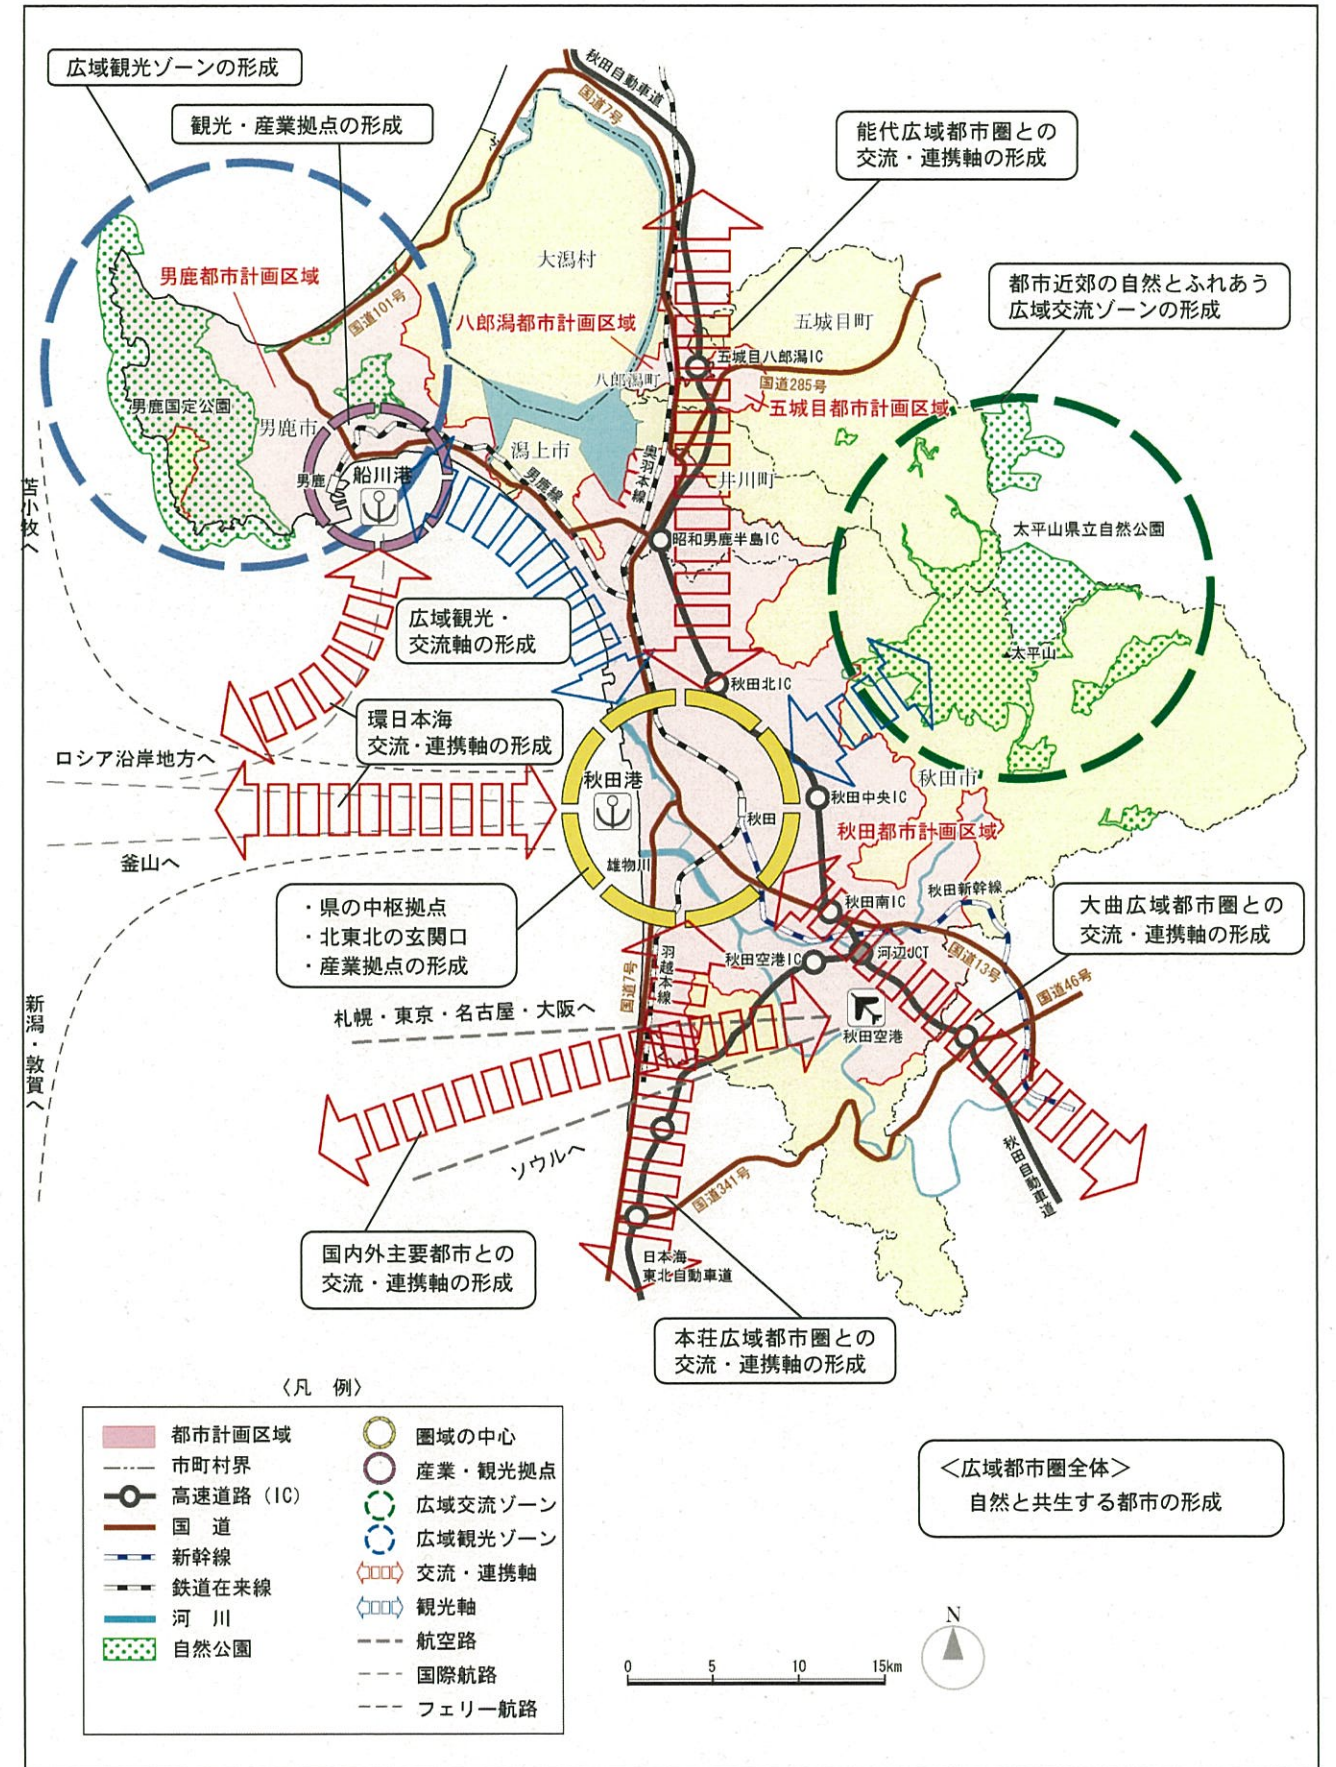 広域観光ゾーンの形成
観光・産業拠点の形成
秋田自動車道
国道7号
能代広域都市圏との
交流・連携軸の形成
大潟村
男鹿都市計画区域
国道101号
八郎潟都市計画区域
五城目町
都市近郊の自然とふれあう
広域交流ゾーンの形成
五城目八郎潟IC
八郎潟町
国道285号
五城目都市計画区域
男鹿国定公園
男鹿市
潟上市
奥羽本線
井川町
男鹿
船川港
男鹿線
苫小牧へ
昭和男鹿半島IC
太平山県立自然公園
太平山
広域観光・
交流軸の形成
秋田北IC
環日本海
交流・連携軸の形成
ロシア沿岸地方へ
秋田港
秋田市
秋田中央IC
秋田
秋田都市計画区域
釜山へ
雄物川
・県の中枢拠点
・北東北の玄関口
・産業拠点の形成
秋田南IC
秋田新幹線
大曲広域都市圏との
交流・連携軸の形成
河辺JCT
秋田空港IC
国道13号
国道46号
羽越本線
国道7号
新潟・敦賀へ
札幌・東京・名古屋・大阪へ
秋田空港
ソウルへ
秋田自動車道
国道341号
国内外主要都市との
交流・連携軸の形成
日本海
東北自動車道
本荘広域都市圏との
交流・連携軸の形成
〈凡 例〉
都市計画区域
市町村界
高速道路(IC)
国 道
新幹線
鉄道在来線
河 川
自然公園
圏域の中心
産業・観光拠点
広域交流ゾーン
広域観光ゾーン
交流・連携軸
観光軸
航空路
国際航路
フェリー航路
<広域都市圏全体>
自然と共生する都市の形成
N
0 5 10 15km